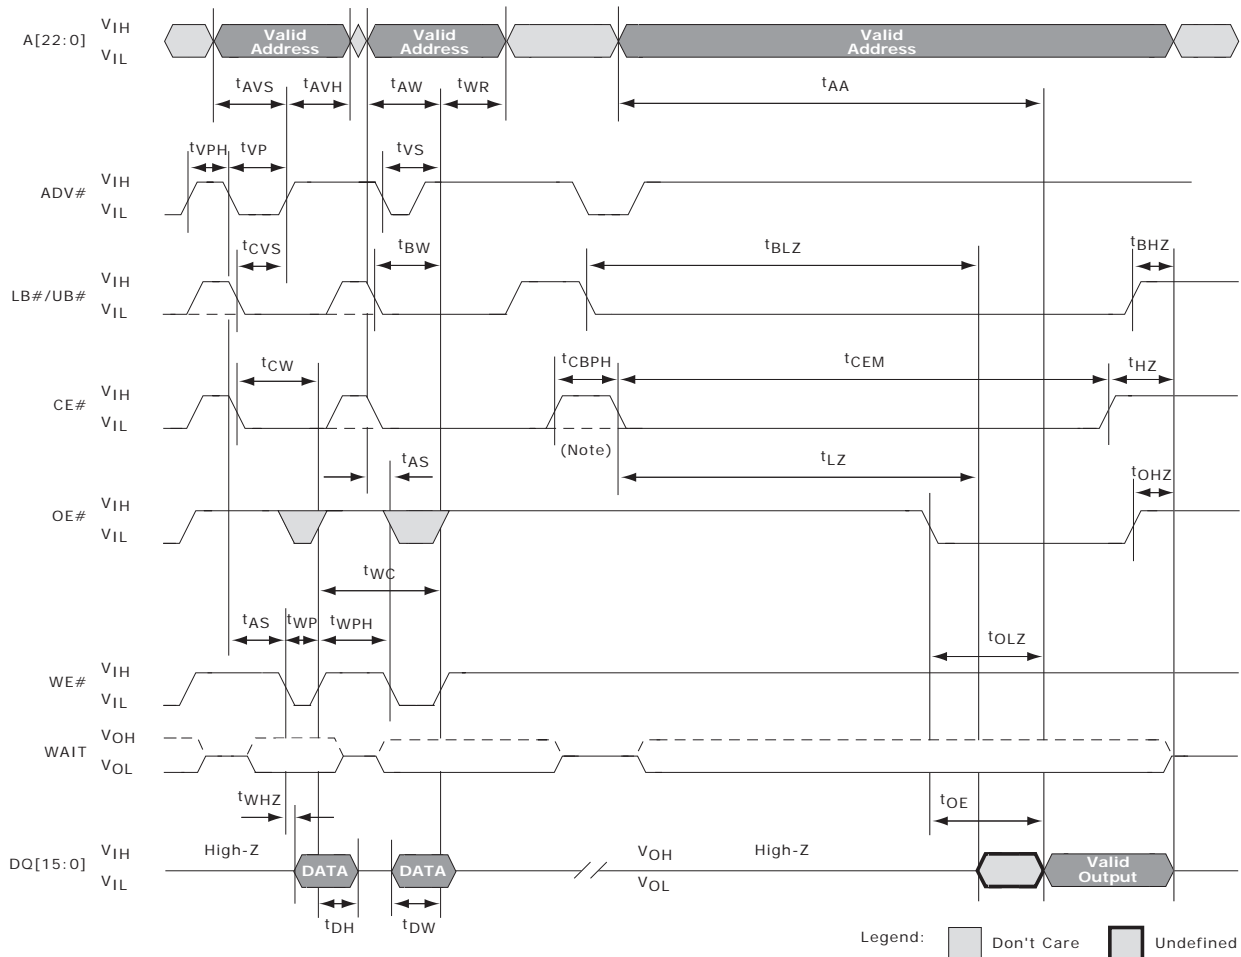 A[22:0]
VIH
VIL
Valid
Address
Valid
Address
Valid
Address
tAVS
tAVH
tAW
tWR
tAA
tVPH
tVP
tVS
ADV#
VIH
VIL
tCVS
tBW
tBLZ
tBHZ
LB#/UB#
VIH
VIL
tCW
tCBPH
tCEM
tHZ
CE#
VIH
VIL
(Note)
tAS
tLZ
tOHZ
OE#
VIH
VIL
tWC
tAS
tWP
tWPH
tOLZ
WE#
VIH
VIL
WAIT
VOH
VOL
tWHZ
tOE
DQ[15:0]
VIH
VIL
High-Z
DATA
DATA
VOH
VOL
High-Z
Valid
Output
tDH
tDW
Legend:
Don't Care
Undefined